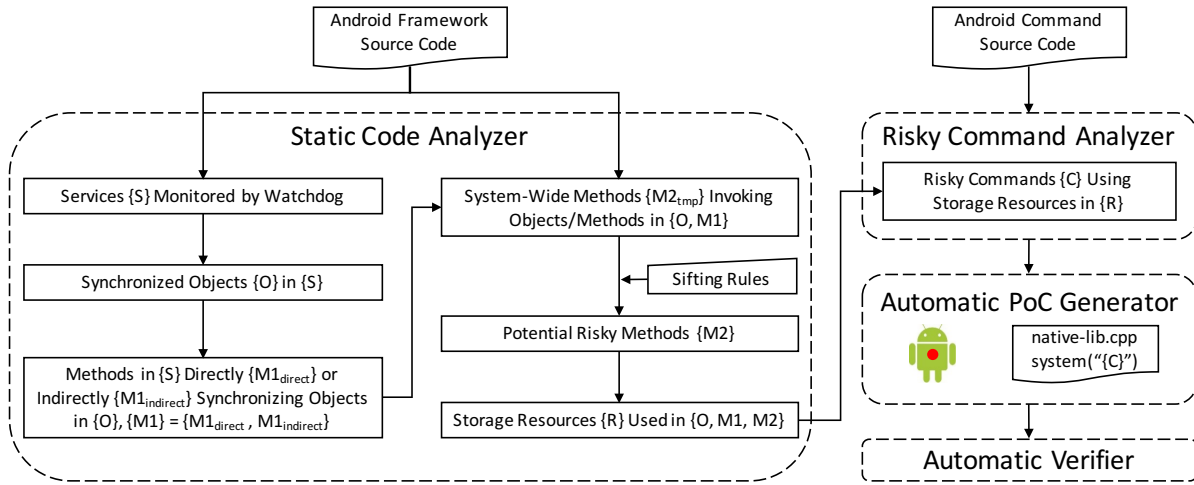 Android Framework
Source Code
Android Command
Source Code
Static Code Analyzer
Services {S} Monitored by Watchdog
Synchronized Objects {O} in {S}
Methods in {S} Directly {M1direct} or
Indirectly {M1indirect} Synchronizing Objects
in {O}, {M1} = {M1direct , M1indirect}
System-Wide Methods {M2tmp} Invoking
Objects/Methods in {O, M1}
Sifting Rules
Potential Risky Methods {M2}
Storage Resources {R} Used in {O, M1, M2}
Risky Command Analyzer
Risky Commands {C} Using
Storage Resources in {R}
Automatic PoC Generator
native-lib.cpp
system(“{C}”)
Automatic Verifier